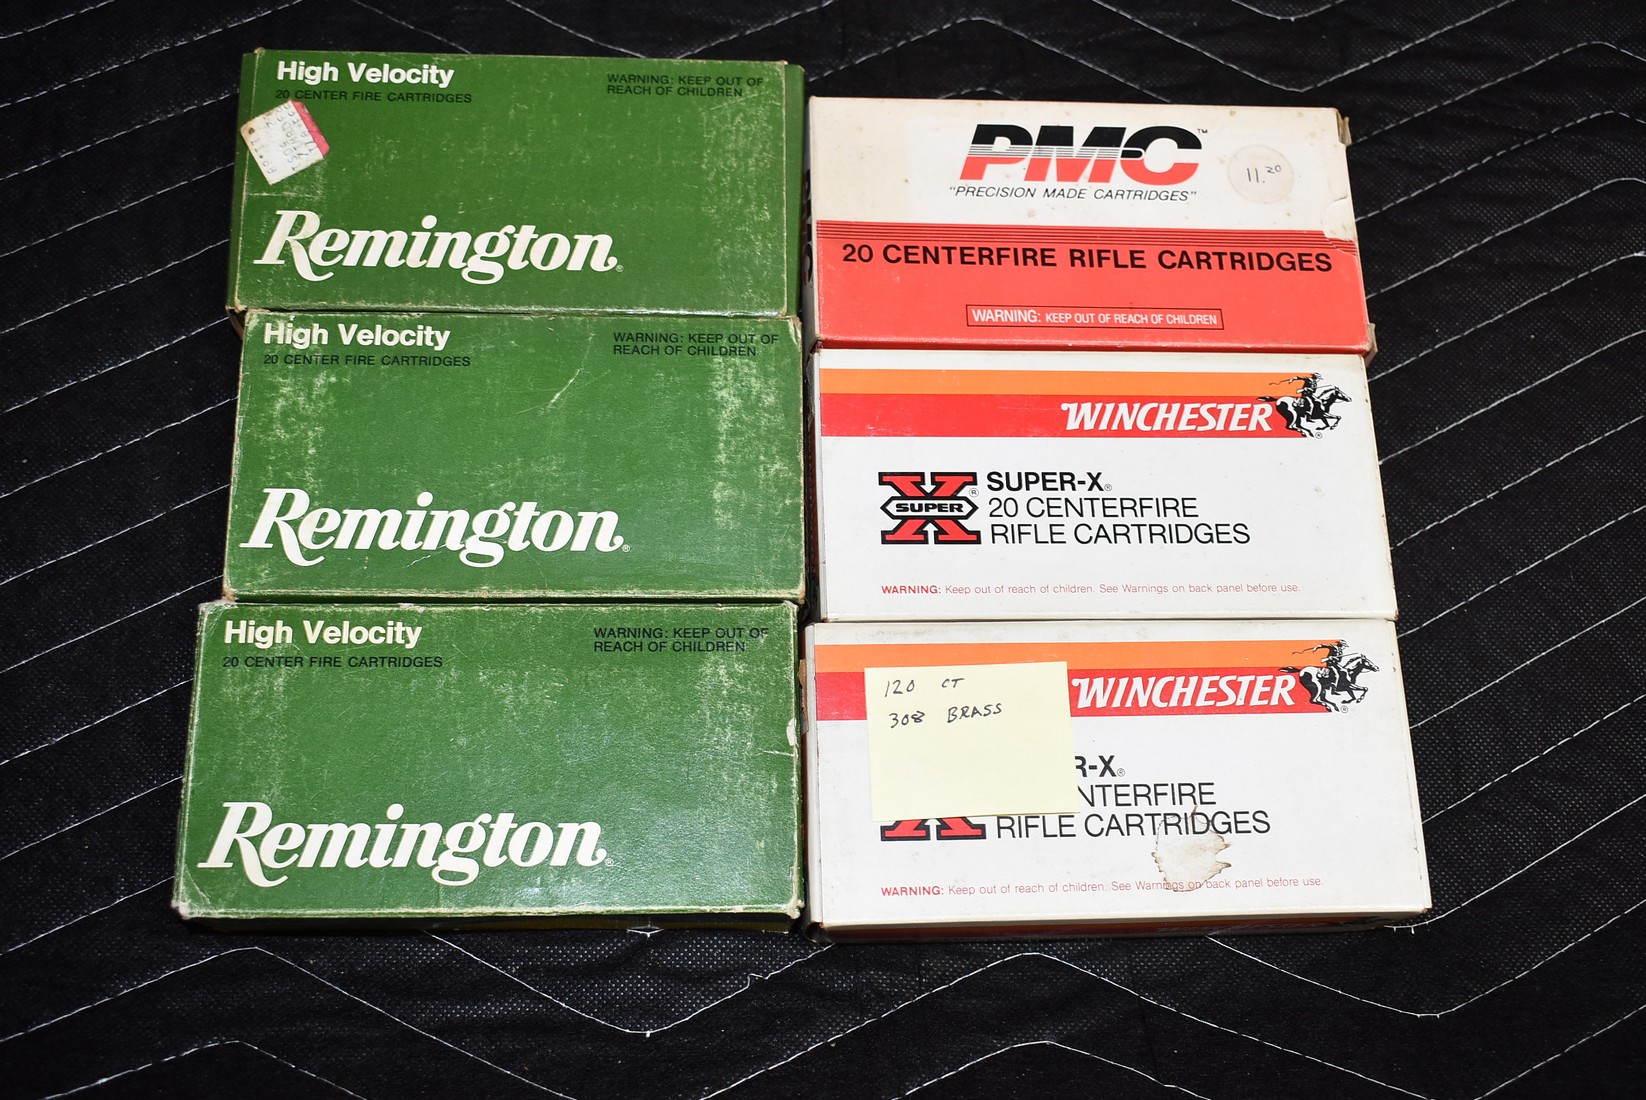 High Velocity
20 CENTER FIRE CARTRIDGES
WARNING: KEEP OUT OF
REACH OF CHILDREN
Remington®
High Velocity
20 CENTER FIRE CARTRIDGES
WARNING: KEEP OUT OF
REACH OF CHILDREN
Remington®
High Velocity
20 CENTER FIRE CARTRIDGES
WARNING: KEEP OUT OF
REACH OF CHILDREN
Remington®
PMC™
"PRECISION MADE CARTRIDGES"
11.20
20 CENTERFIRE RIFLE CARTRIDGES
WARNING: KEEP OUT OF REACH OF CHILDREN
WINCHESTER®
X SUPER®
SUPER-X®
20 CENTERFIRE
RIFLE CARTRIDGES
WARNING: Keep out of reach of children. See Warnings on back panel before use.
WINCHESTER®
120 CT
308 BRASS
R-X®
NTERFIRE
RIFLE CARTRIDGES
WARNING: Keep out of reach of children. See Warnings on back panel before use.